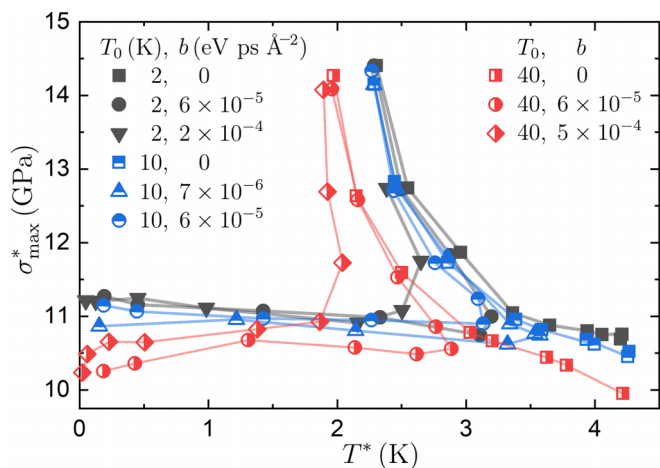 15
14
13
12
11
10
σ*max (GPa)
T₀ (K), b (eV ps Å⁻²)
2, 0
2, 6 × 10⁻⁵
2, 2 × 10⁻⁴
10, 0
10, 7 × 10⁻⁶
10, 6 × 10⁻⁵
T₀, b
40, 0
40, 6 × 10⁻⁵
40, 5 × 10⁻⁴
0 1 2 3 4
T* (K)